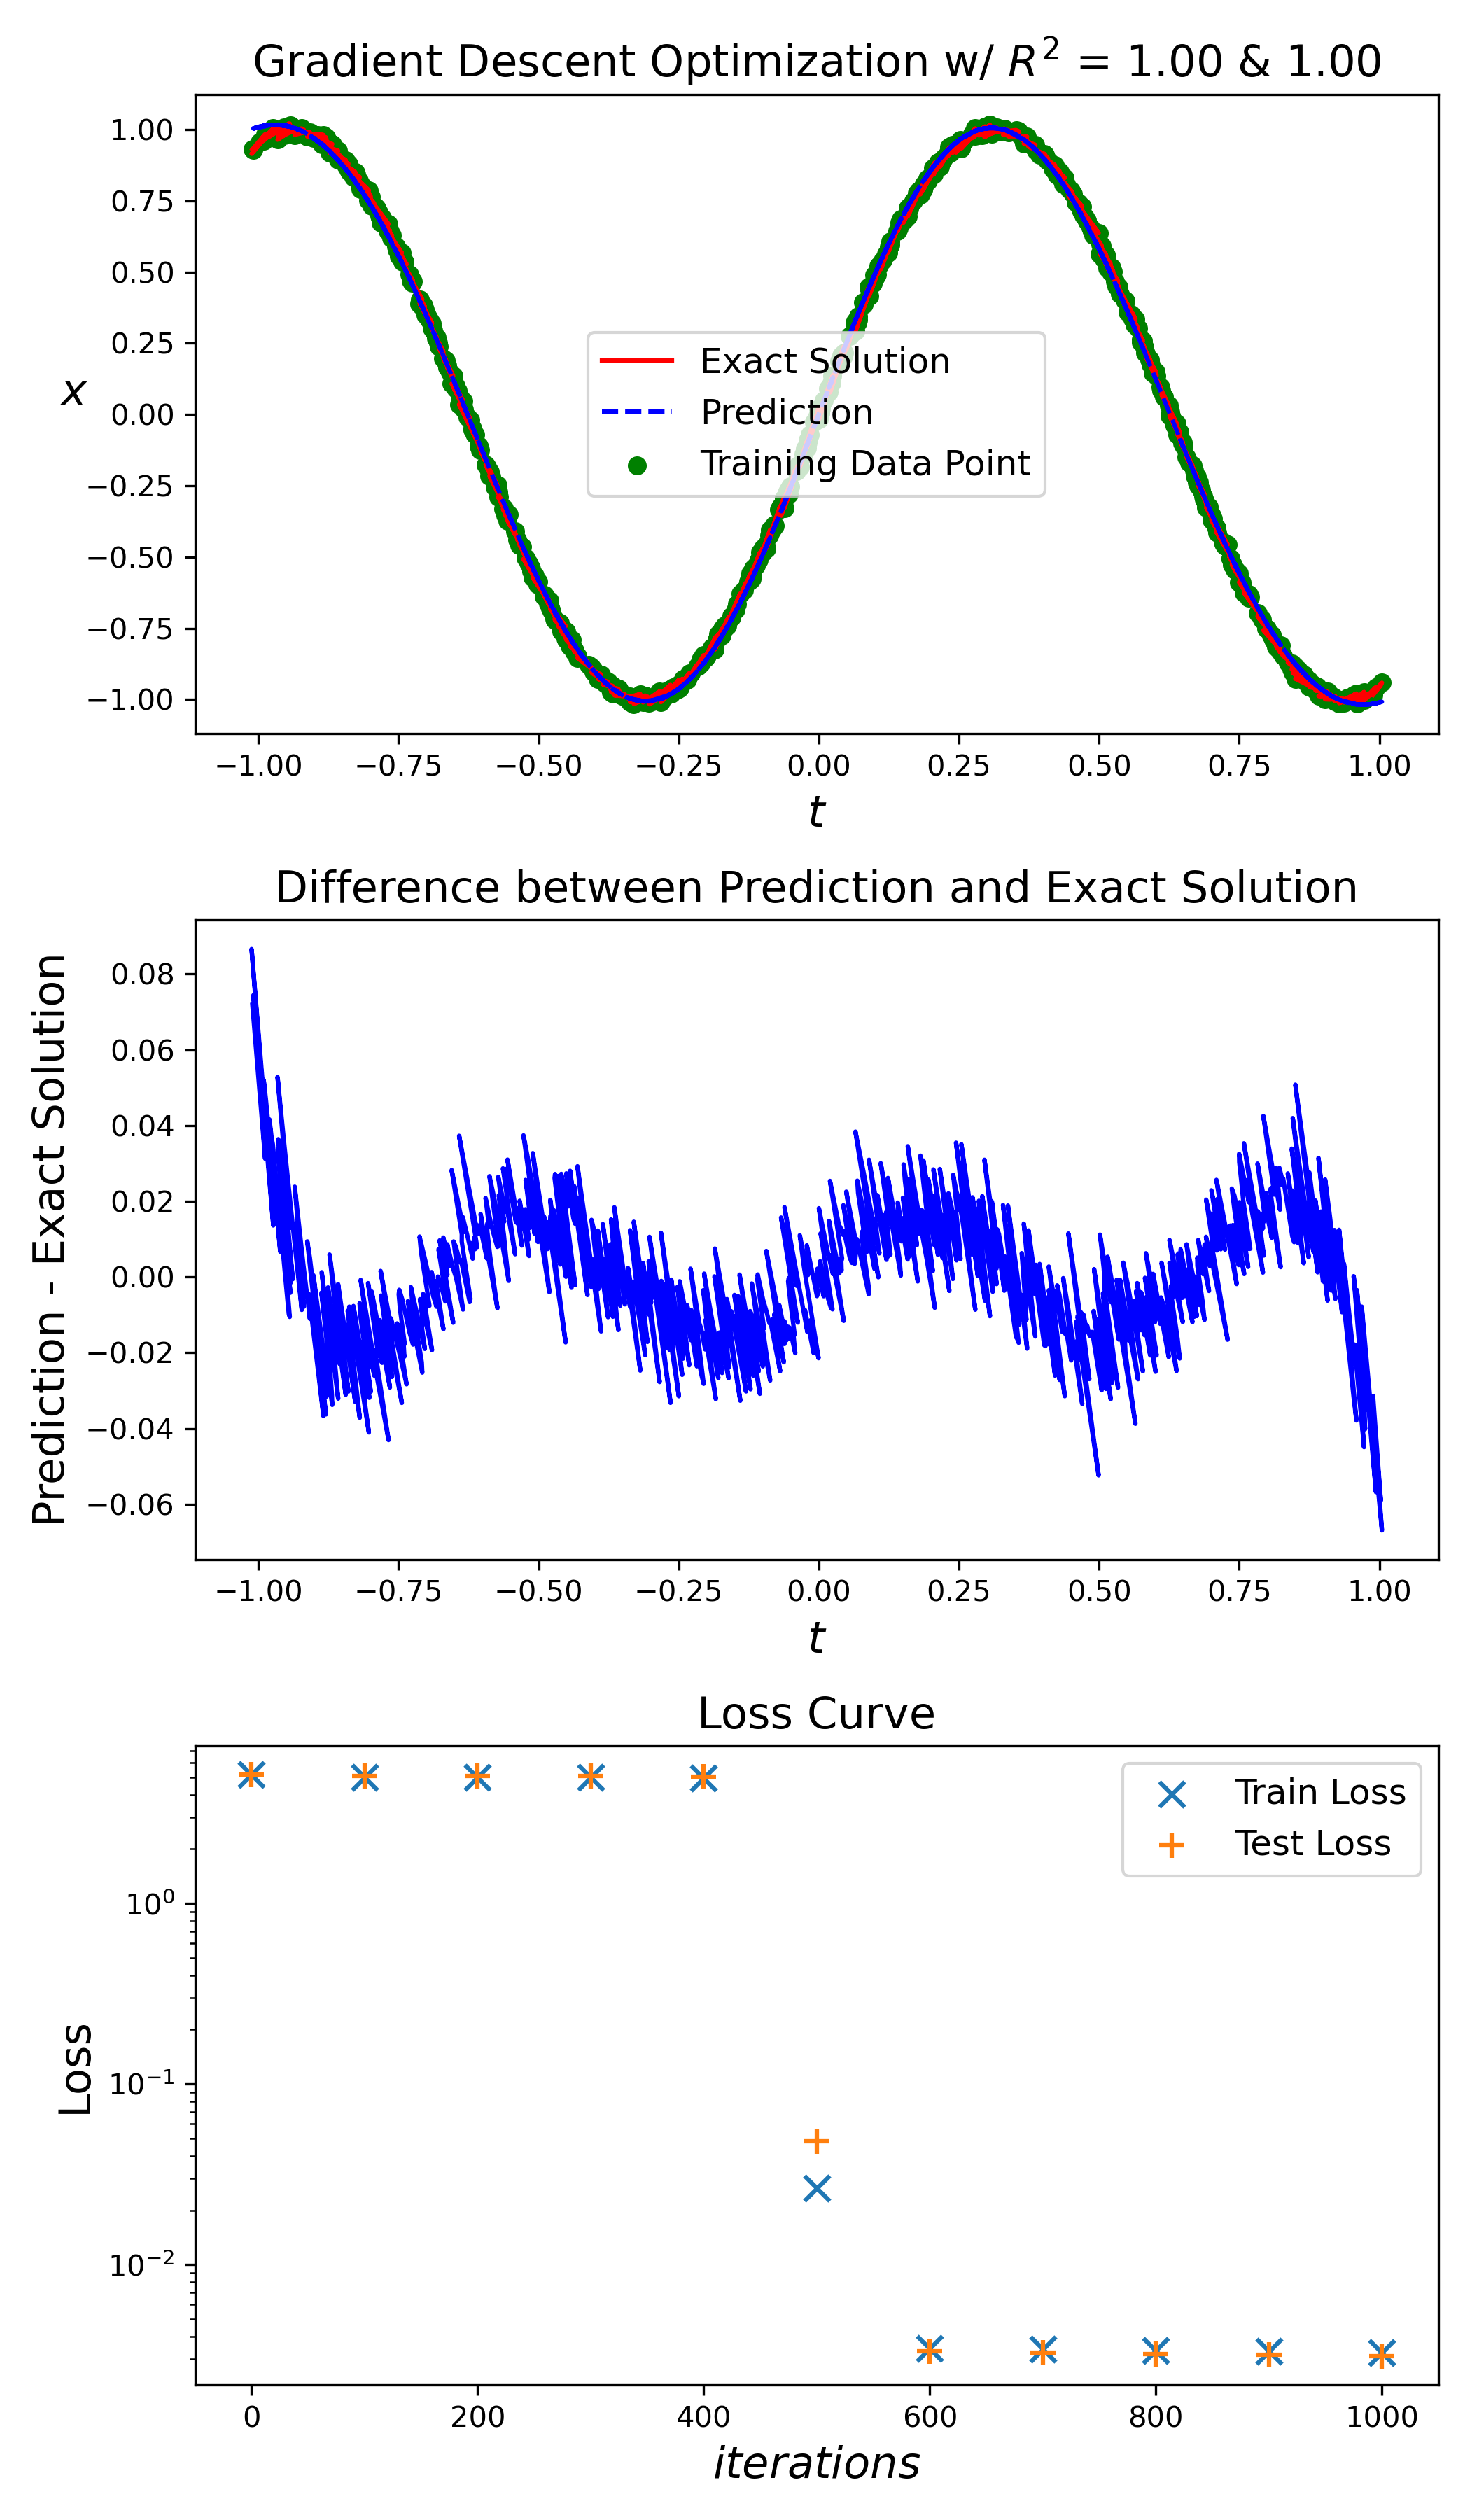 Gradient Descent Optimization w/ R² = 1.00 & 1.00
1.00
0.75
0.50
0.25
0.00
−0.25
−0.50
−0.75
−1.00
x
Exact Solution
Prediction
Training Data Point
−1.00 −0.75 −0.50 −0.25 0.00 0.25 0.50 0.75 1.00
t
Difference between Prediction and Exact Solution
Prediction - Exact Solution
0.08
0.06
0.04
0.02
0.00
−0.02
−0.04
−0.06
−1.00 −0.75 −0.50 −0.25 0.00 0.25 0.50 0.75 1.00
t
Loss Curve
Loss
10⁰
10⁻¹
10⁻²
Train Loss
Test Loss
0 200 400 600 800 1000
iterations